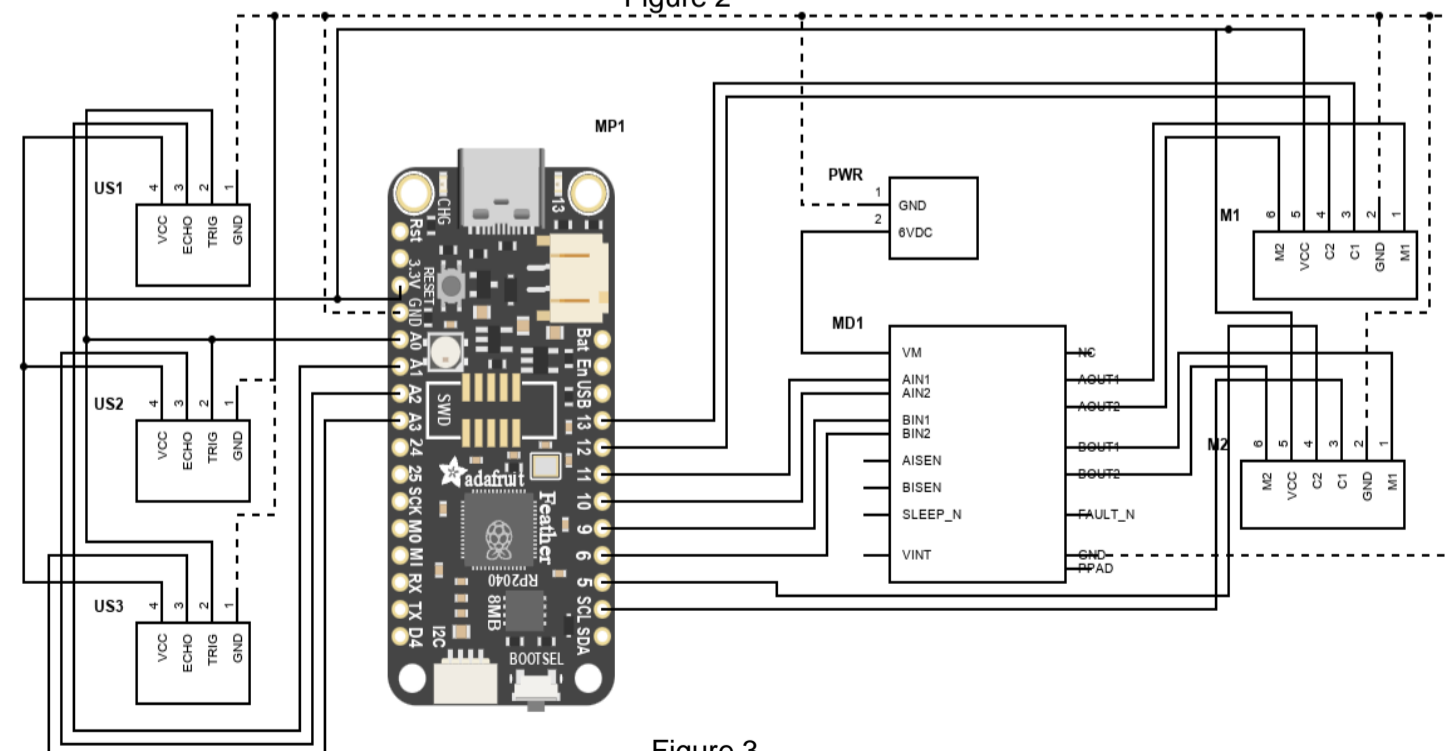 Figure 2
MP1
US1
4
3
2
1
VCC
ECHO
TRIG
GND
US2
4
3
2
1
VCC
ECHO
TRIG
GND
US3
4
3
2
1
VCC
ECHO
TRIG
GND
CHG
13
Rst
3.3V
GND
A0
A1
A2
A3
24
25
SCK
MO
MI
RX
TX
D4
RESET
SWD
adafruit
Feather
RP2040
8MB
I2C
BOOTSEL
Bat
En
USB
13
12
11
10
9
6
5
SCL
SDA
PWR
1
2
GND
6VDC
MD1
VM
AIN1
AIN2
BIN1
BIN2
AISEN
BISEN
SLEEP_N
VINT
NC
AOUT1
AOUT2
BOUT1
BOUT2
FAULT_N
GND
PPAD
M1
6
5
4
3
2
1
M2
VCC
C2
C1
GND
M1
M2
6
5
4
3
2
1
M2
VCC
C2
C1
GND
M1
Figure 3